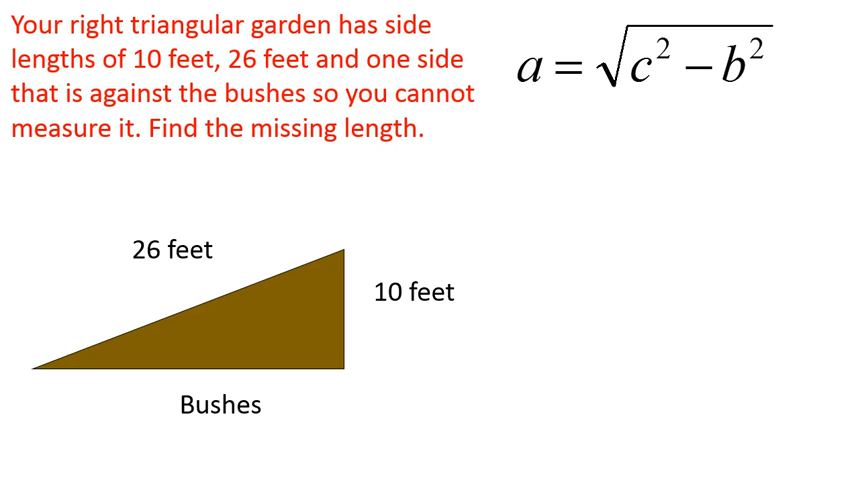 Your right triangular garden has side
lengths of 10 feet, 26 feet and one side
that is against the bushes so you cannot
measure it. Find the missing length.
a = √c² − b²
26 feet
10 feet
Bushes